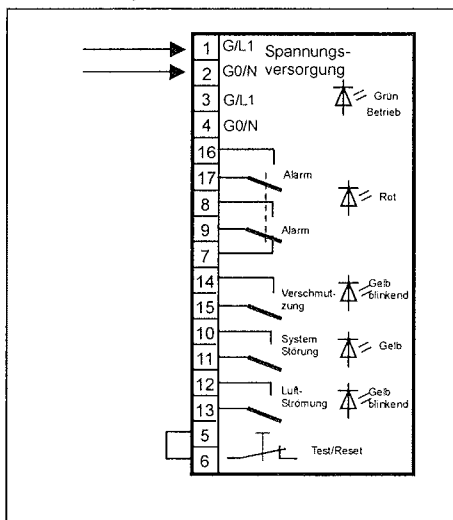 1 G/L1 Spannungs-
2 G0/N versorgung
3 G/L1 Grün
4 G0/N Betrieb
16
17 Alarm
8 Rot
9 Alarm
7
14 Verschmut- Gelb
15 zung blinkend
10 System
11 Störung Gelb
12 Luft- Gelb
13 Strömung blinkend
5
6 Test/Reset